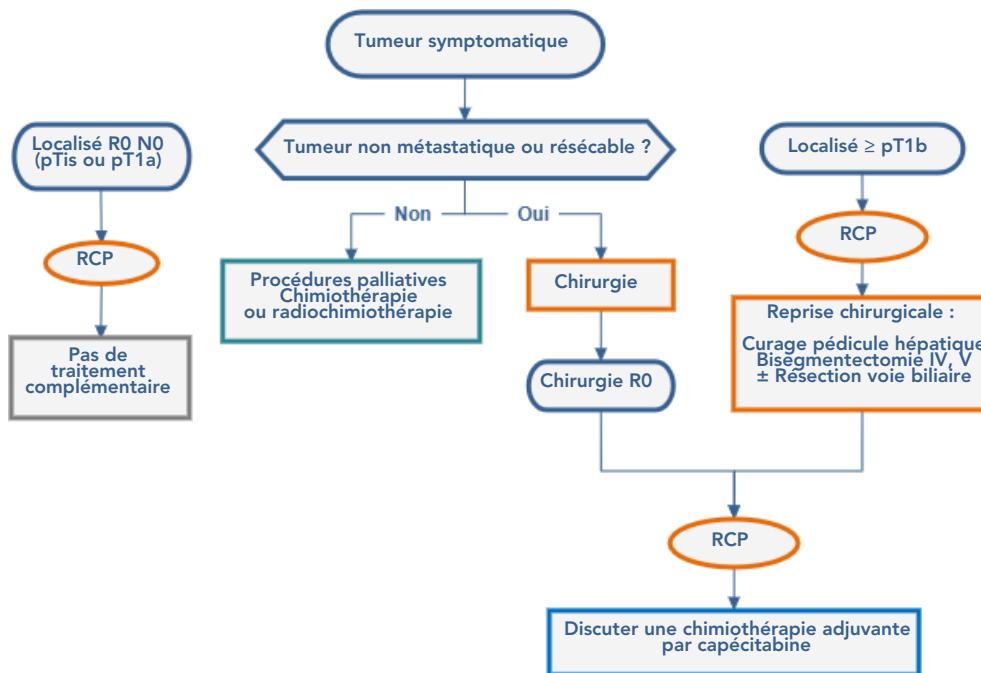 Tumeur symptomatique
Localisé R0 N0
(pTis ou pT1a)
Tumeur non métastatique ou résécable ?
Localisé ≥ pT1b
Non
Oui
RCP
RCP
Procédures palliatives
Chimiothérapie
ou radiochimiothérapie
Chirurgie
Reprise chirurgicale :
Curage pédicule hépatique
Bisegmentectomie IV, V
± Résection voie biliaire
Pas de
traitement
complémentaire
Chirurgie R0
RCP
Discuter une chimiothérapie adjuvante
par capécitabine